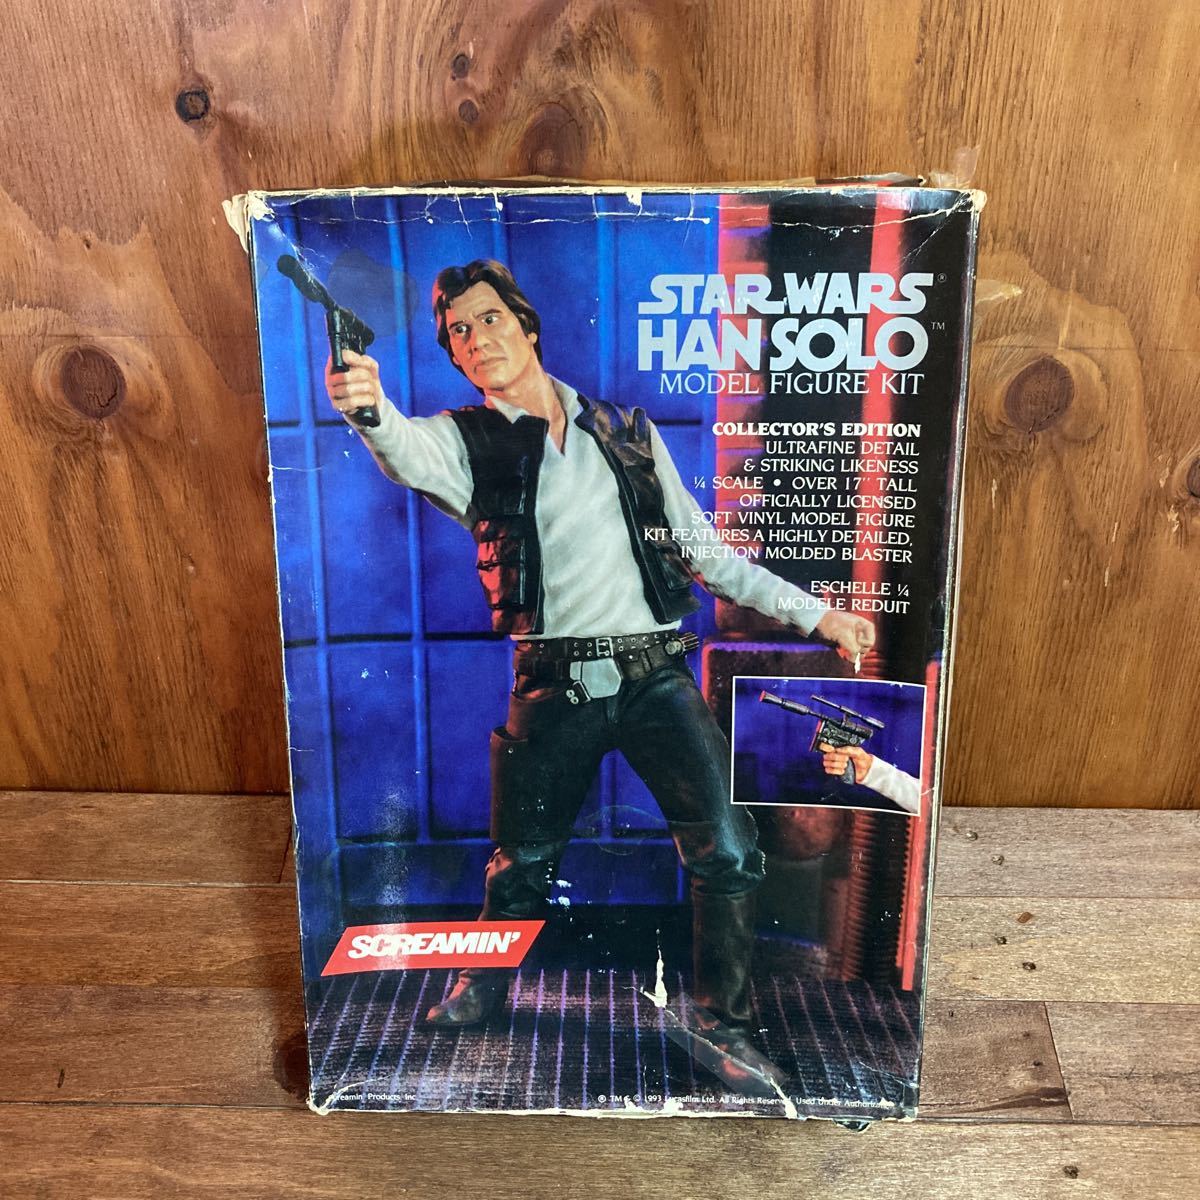 STAR WARS®
HAN SOLO™
MODEL FIGURE KIT
COLLECTOR'S EDITION
ULTRAFINE DETAIL
& STRIKING LIKENESS
¼ SCALE • OVER 17" TALL
OFFICIALLY LICENSED
SOFT VINYL MODEL FIGURE
KIT FEATURES A HIGHLY DETAILED,
INJECTION MOLDED BLASTER
ESCHELLE ¼
MODELE REDUIT
SCREAMIN'
Products Inc
® TM & © 1993 Lucasfilm Ltd. All Rights Reserved. Used Under